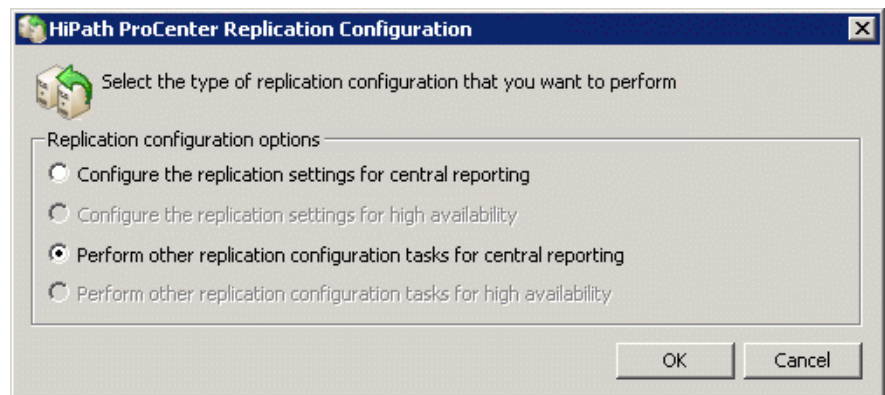 HiPath ProCenter Replication Configuration
Select the type of replication configuration that you want to perform
Replication configuration options
Configure the replication settings for central reporting
Configure the replication settings for high availability
Perform other replication configuration tasks for central reporting
Perform other replication configuration tasks for high availability
OK Cancel